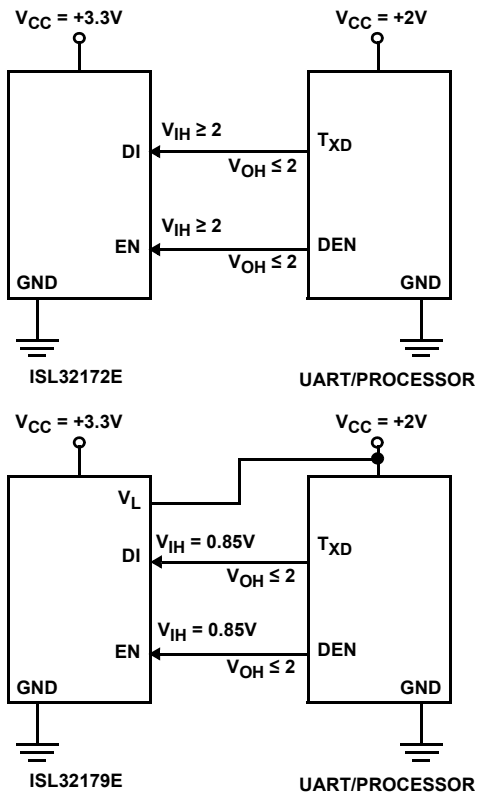 VCC = +3.3V
VCC = +2V
VIH ≥ 2
DI
TXD
VOH ≤ 2
VIH ≥ 2
EN
DEN
VOH ≤ 2
GND
GND
ISL32172E
UART/PROCESSOR
VCC = +3.3V
VCC = +2V
VL
VIH = 0.85V
DI
TXD
VOH ≤ 2
VIH = 0.85V
EN
DEN
VOH ≤ 2
GND
GND
ISL32179E
UART/PROCESSOR